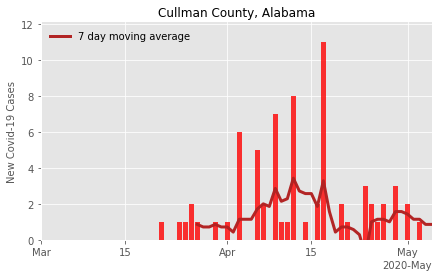 Cullman County, Alabama
7 day moving average
New Covid-19 Cases
12
10
8
6
4
2
0
Mar 15 Apr 15 May
2020-May